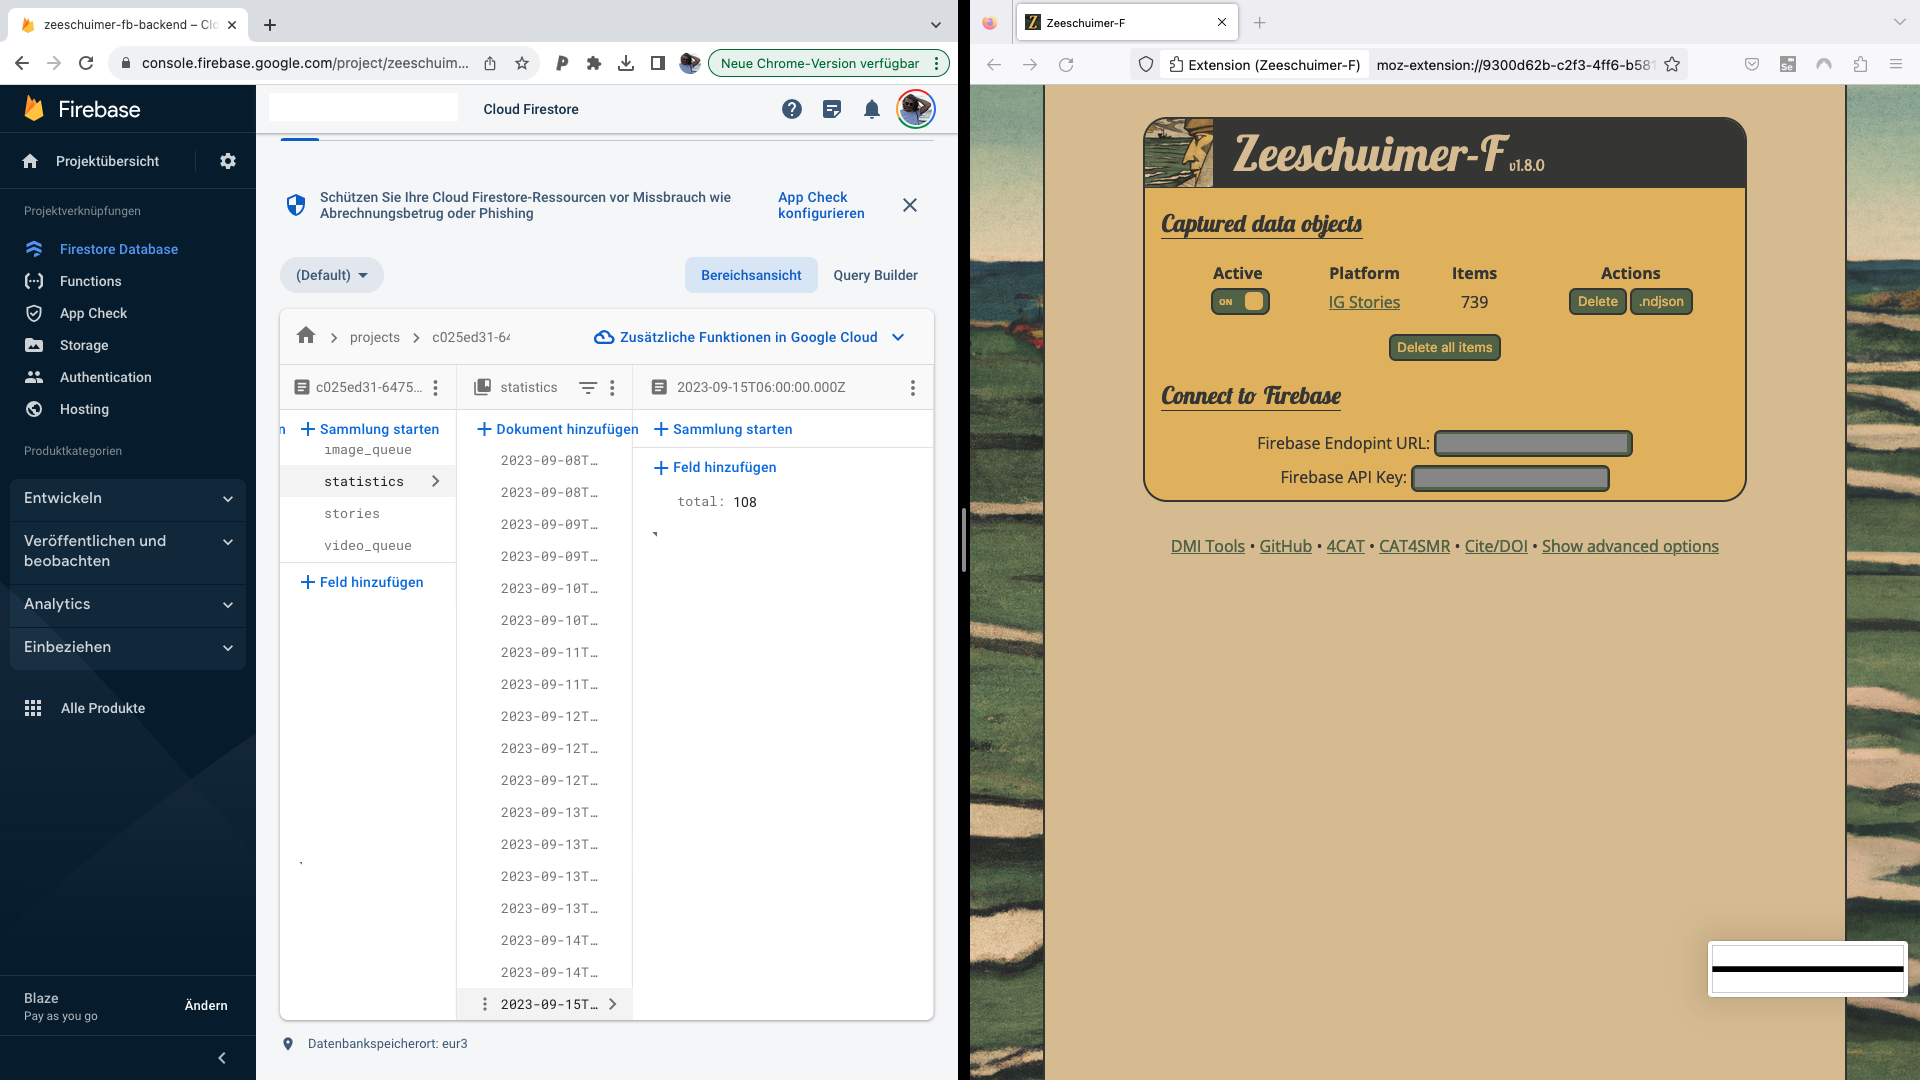 zeeschuimer-fb-backend – Clo
console.firebase.google.com/project/zeeschuim...
Neue Chrome-Version verfügbar
Firebase
Projektübersicht
Projektverknüpfungen
Firestore Database
Functions
App Check
Storage
Authentication
Hosting
Produktkategorien
Entwickeln
Veröffentlichen und
beobachten
Analytics
Einbeziehen
Alle Produkte
Blaze
Pay as you go
Ändern
Cloud Firestore
Schützen Sie Ihre Cloud Firestore-Ressourcen vor Missbrauch wie
Abrechnungsbetrug oder Phishing
App Check
konfigurieren
(Default)
Bereichsansicht
Query Builder
projects
c025ed31-64
Zusätzliche Funktionen in Google Cloud
c025ed31-6475...
statistics
2023-09-15T06:00:00.000Z
n
Sammlung starten
Dokument hinzufügen
Sammlung starten
image_queue
statistics
stories
video_queue
Feld hinzufügen
2023-09-08T…
2023-09-08T…
2023-09-09T…
2023-09-09T…
2023-09-10T…
2023-09-10T…
2023-09-11T…
2023-09-11T…
2023-09-12T…
2023-09-12T…
2023-09-12T…
2023-09-13T…
2023-09-13T…
2023-09-13T…
2023-09-13T…
2023-09-14T…
2023-09-14T…
2023-09-15T…
Feld hinzufügen
total: 108
Datenbankspeicherort: eur3
Z Zeeschuimer-F
Extension (Zeeschuimer-F)
moz-extension://9300d62b-c2f3-4ff6-b581
Se
Zeeschuimer-F v1.8.0
Captured data objects
Active Platform Items Actions
ON IG Stories 739 Delete .ndjson
Delete all items
Connect to Firebase
Firebase Endopint URL:
Firebase API Key:
DMI Tools • GitHub • 4CAT • CAT4SMR • Cite/DOI • Show advanced options